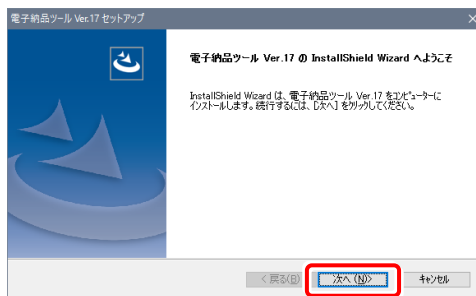 電子納品ツール Ver.17 セットアップ
電子納品ツール Ver.17 の InstallShield Wizard へようこそ
InstallShield Wizard は、電子納品ツール Ver.17 をコンピューターに
インストールします。続行するには、[次へ] をクリックしてください。
< 戻る(B)
次へ(N)>
キャンセル